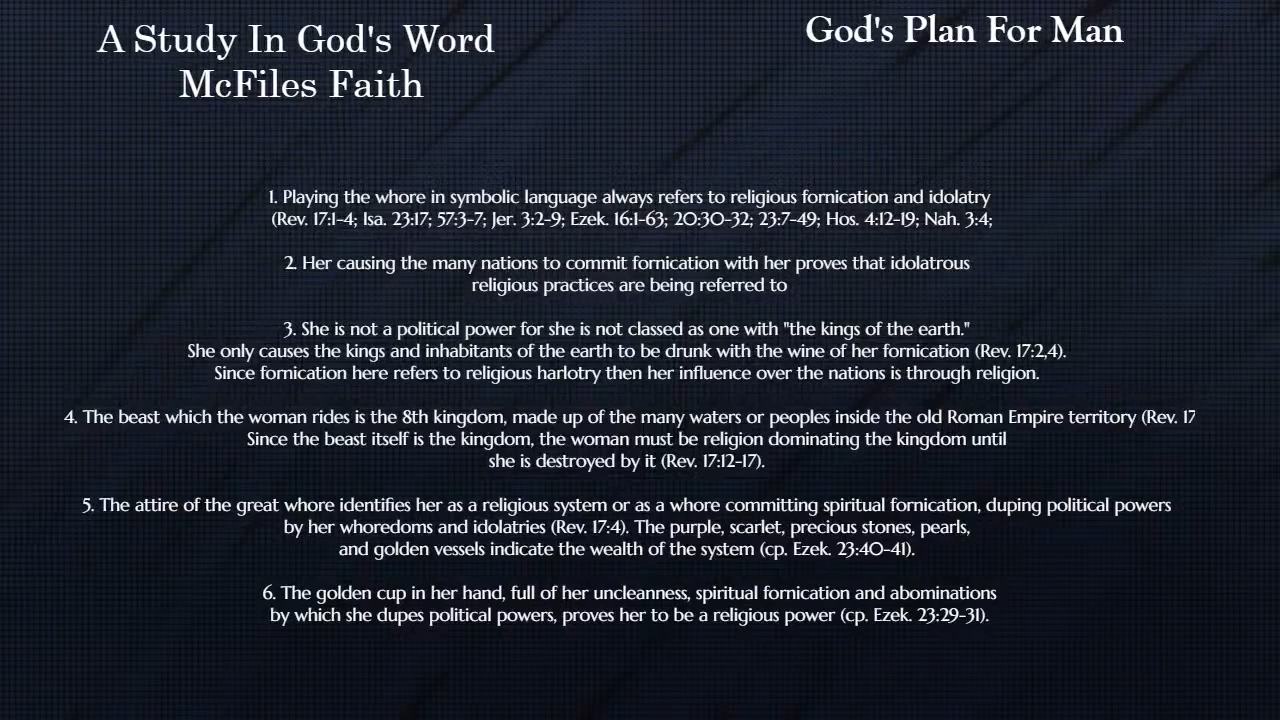 A Study In God's Word
McFiles Faith
God's Plan For Man
1. Playing the whore in symbolic language always refers to religious fornication and idolatry
(Rev. 17:1-4; Isa. 23:17; 57:3-7; Jer. 3:2-9; Ezek. 16:1-63; 20:30-32; 23:7-49; Hos. 4:12-19; Nah. 3:4;
2. Her causing the many nations to commit fornication with her proves that idolatrous
religious practices are being referred to
3. She is not a political power for she is not classed as one with "the kings of the earth."
She only causes the kings and inhabitants of the earth to be drunk with the wine of her fornication (Rev. 17:2,4).
Since fornication here refers to religious harlotry then her influence over the nations is through religion.
4. The beast which the woman rides is the 8th kingdom, made up of the many waters or peoples inside the old Roman Empire territory (Rev. 17
Since the beast itself is the kingdom, the woman must be religion dominating the kingdom until
she is destroyed by it (Rev. 17:12-17).
5. The attire of the great whore identifies her as a religious system or as a whore committing spiritual fornication, duping political powers
by her whoredoms and idolatries (Rev. 17:4). The purple, scarlet, precious stones, pearls,
and golden vessels indicate the wealth of the system (cp. Ezek. 23:40-41).
6. The golden cup in her hand, full of her uncleanness, spiritual fornication and abominations
by which she dupes political powers, proves her to be a religious power (cp. Ezek. 23:29-31).